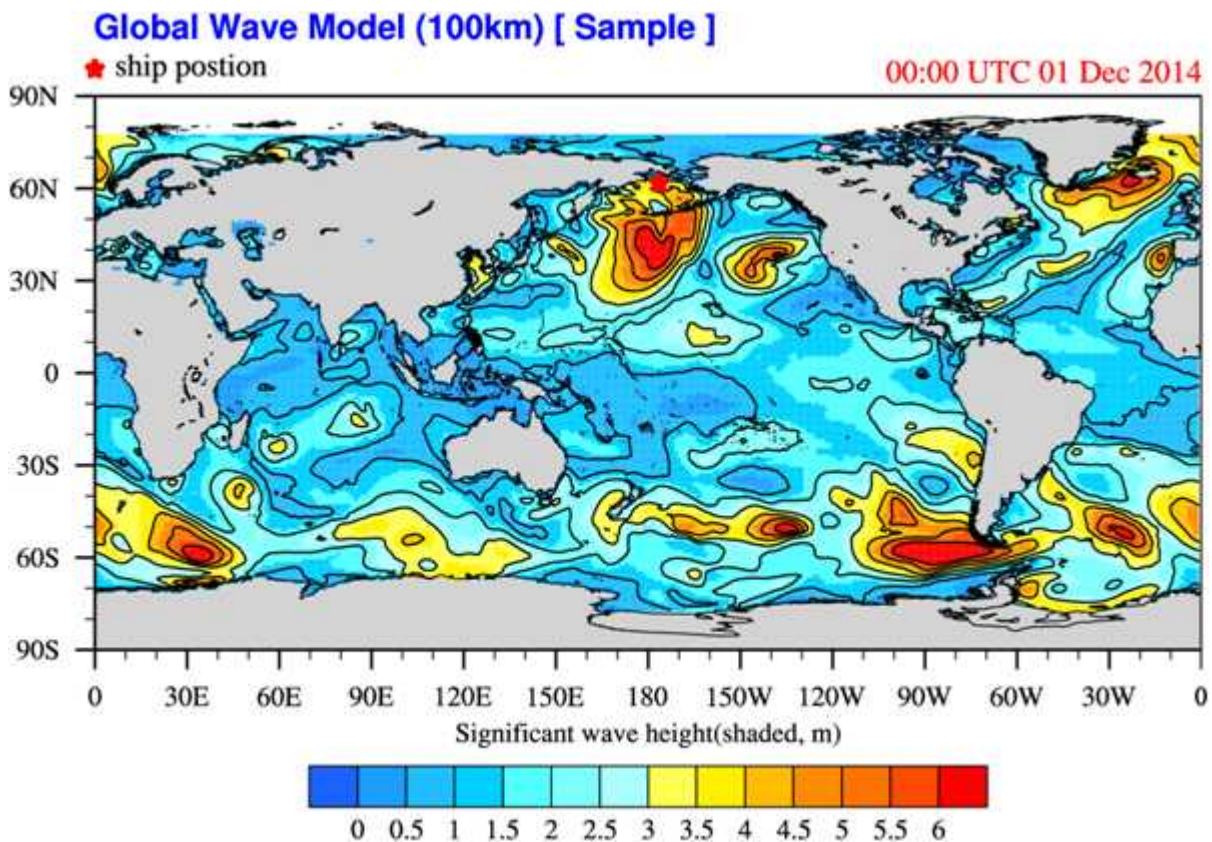 Global Wave Model (100km) [ Sample ]
ship postion
00:00 UTC 01 Dec 2014
90N
60N
30N
0
30S
60S
90S
0 30E 60E 90E 120E 150E 180 150W 120W 90W 60W 30W 0
Significant wave height(shaded, m)
0 0.5 1 1.5 2 2.5 3 3.5 4 4.5 5 5.5 6